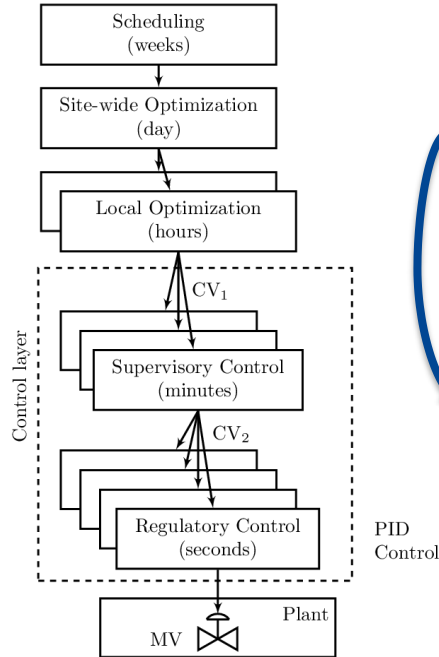 Scheduling
(weeks)
Site-wide Optimization
(day)
Local Optimization
(hours)
CV₁
Control layer
Supervisory Control
(minutes)
CV₂
Regulatory Control
(seconds)
PID
Control
Plant
MV